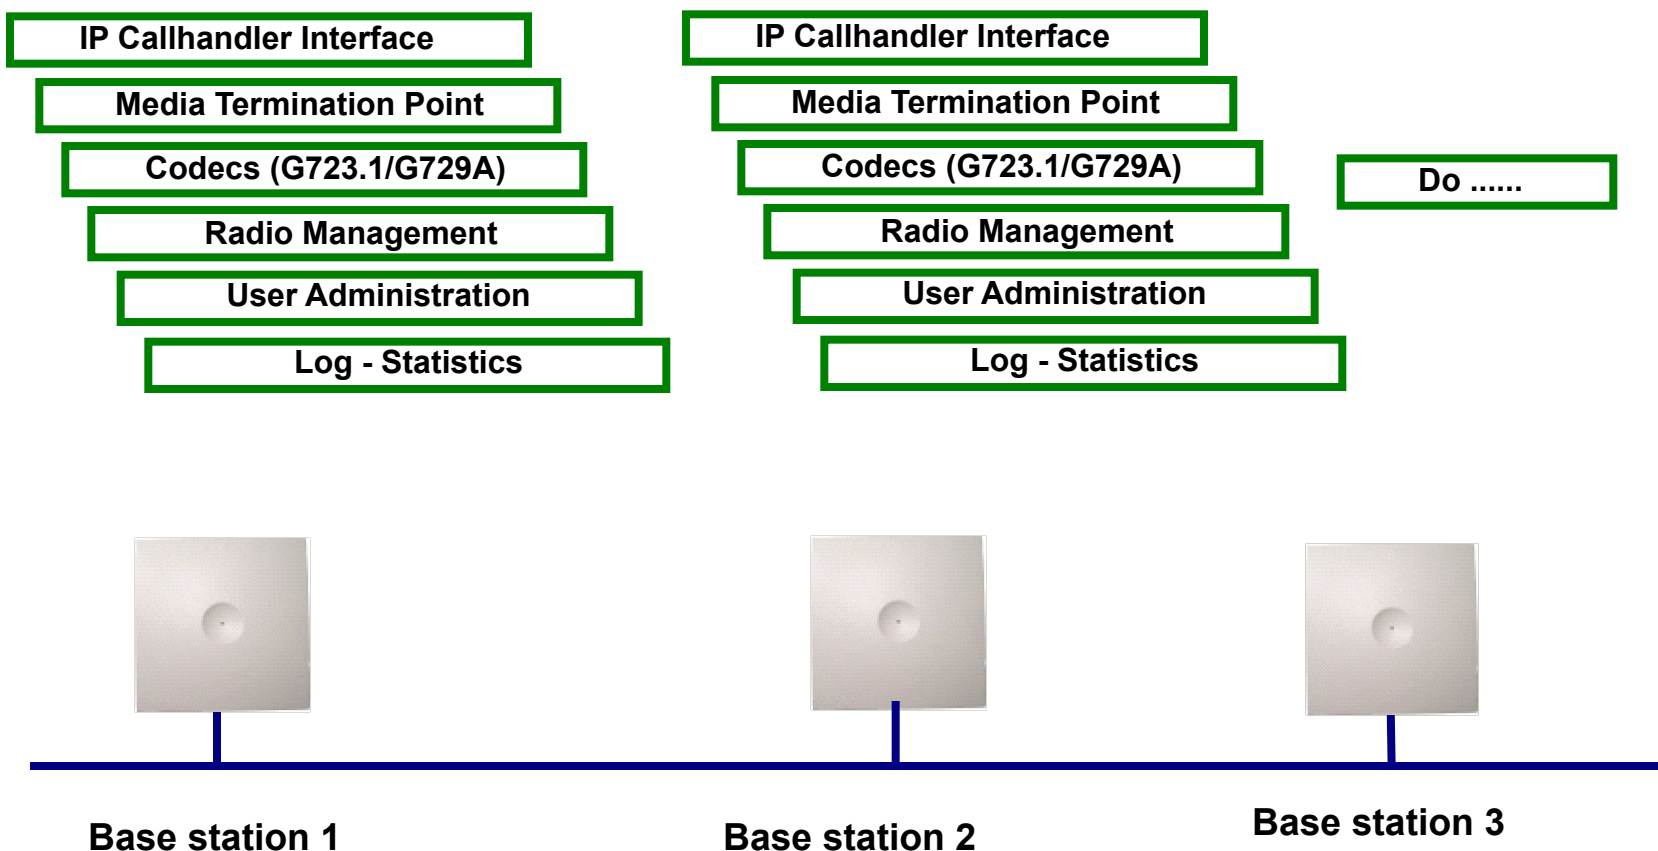 IP Callhandler Interface
Media Termination Point
Codecs (G723.1/G729A)
Radio Management
User Administration
Log - Statistics
IP Callhandler Interface
Media Termination Point
Codecs (G723.1/G729A)
Radio Management
User Administration
Log - Statistics
Do ......
Base station 1
Base station 2
Base station 3